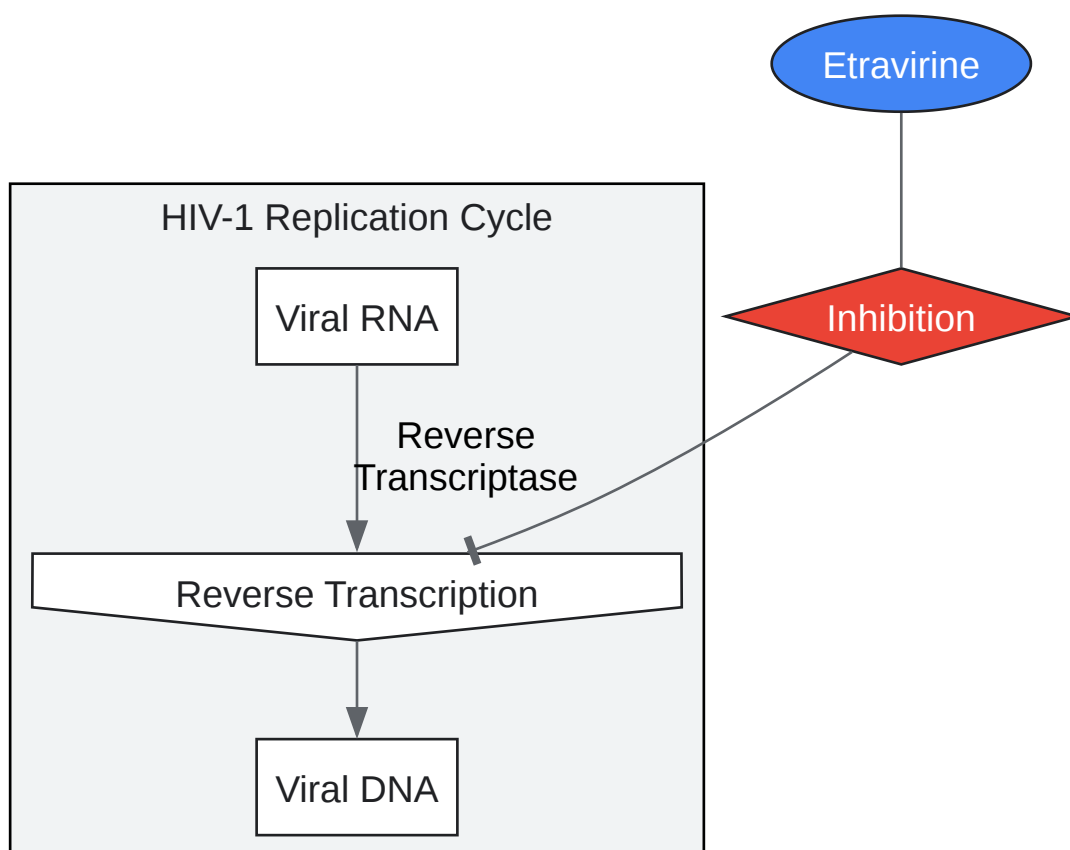 Etravirine
HIV-1 Replication Cycle
Viral RNA
Inhibition
Reverse
Transcriptase
Reverse Transcription
Viral DNA